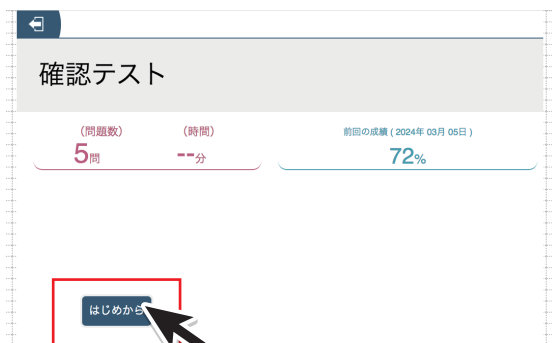 確認テスト
（問題数） （時間） 前回の成績 ( 2024年 03月 05日 )
5問 --分 72%
はじめから